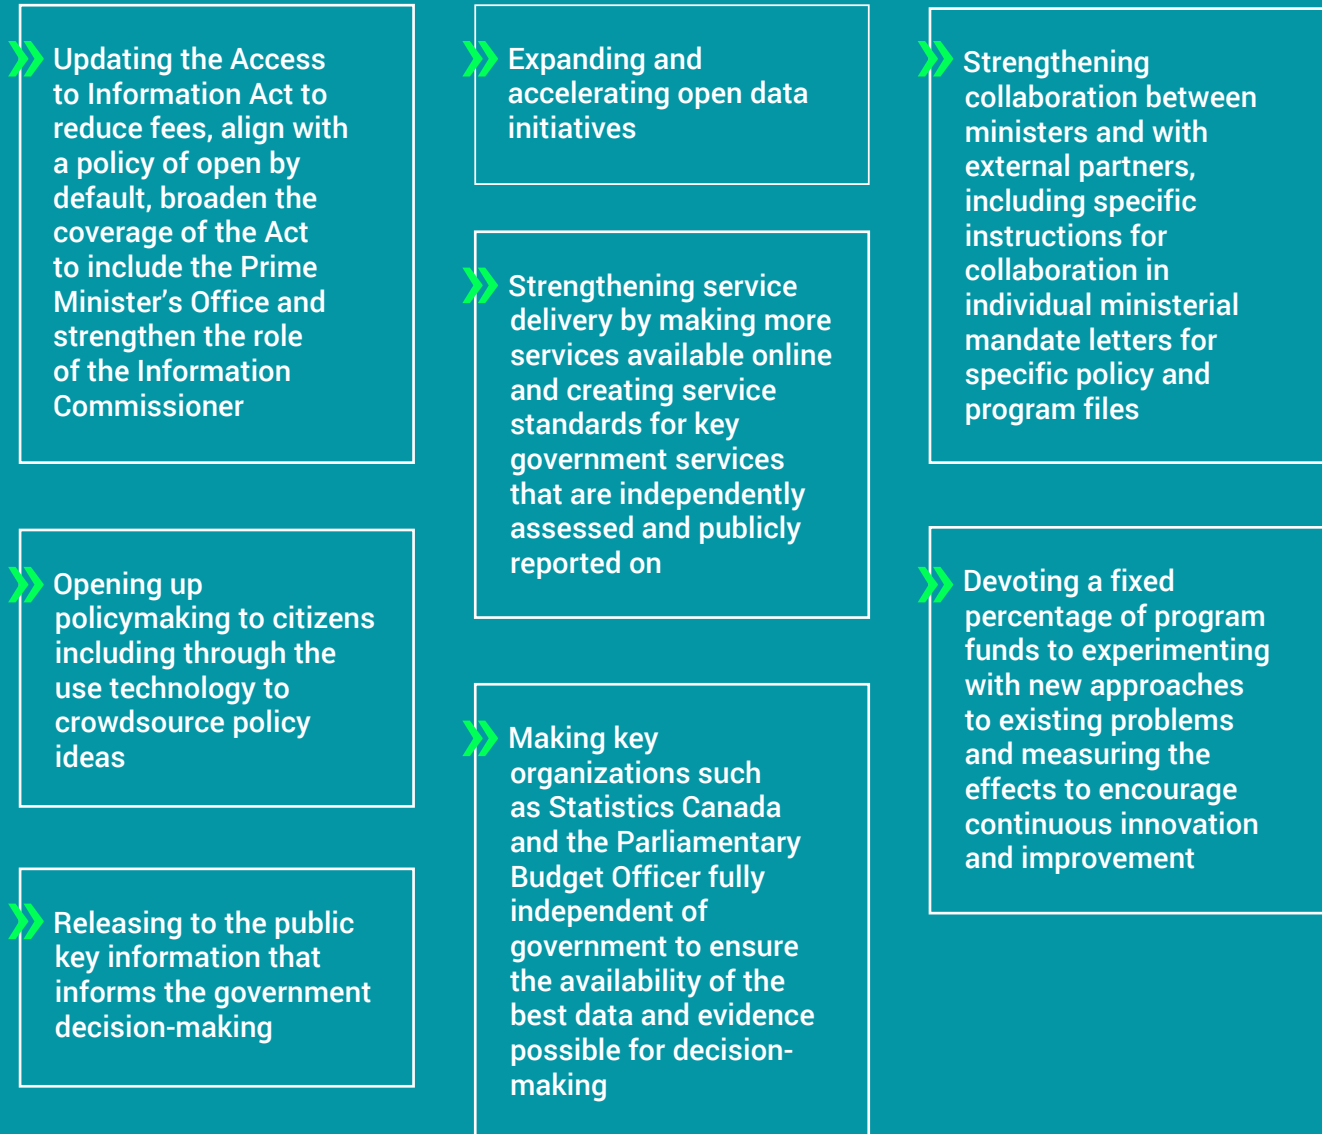 Updating the Access
to Information Act to
reduce fees, align with
a policy of open by
default, broaden the
coverage of the Act
to include the Prime
Minister’s Office and
strengthen the role
of the Information
Commissioner
Opening up
policymaking to citizens
including through the
use technology to
crowdsource policy
ideas
Releasing to the public
key information that
informs the government
decision-making
Expanding and
accelerating open data
initiatives
Strengthening service
delivery by making more
services available online
and creating service
standards for key
government services
that are independently
assessed and publicly
reported on
Making key
organizations such
as Statistics Canada
and the Parliamentary
Budget Officer fully
independent of
government to ensure
the availability of the
best data and evidence
possible for decision-
making
Strengthening
collaboration between
ministers and with
external partners,
including specific
instructions for
collaboration in
individual ministerial
mandate letters for
specific policy and
program files
Devoting a fixed
percentage of program
funds to experimenting
with new approaches
to existing problems
and measuring the
effects to encourage
continuous innovation
and improvement